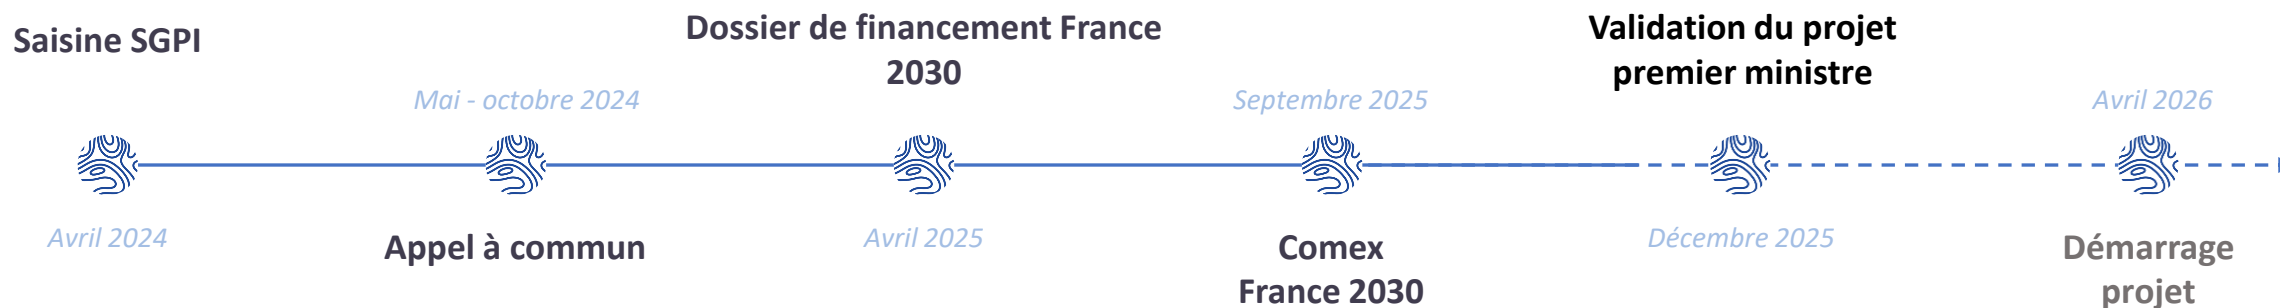 Saisine SGPI
Avril 2024
Mai - octobre 2024
Appel à commun
Dossier de financement France
2030
Avril 2025
Septembre 2025
Comex
France 2030
Validation du projet
premier ministre
Décembre 2025
Avril 2026
Démarrage
projet